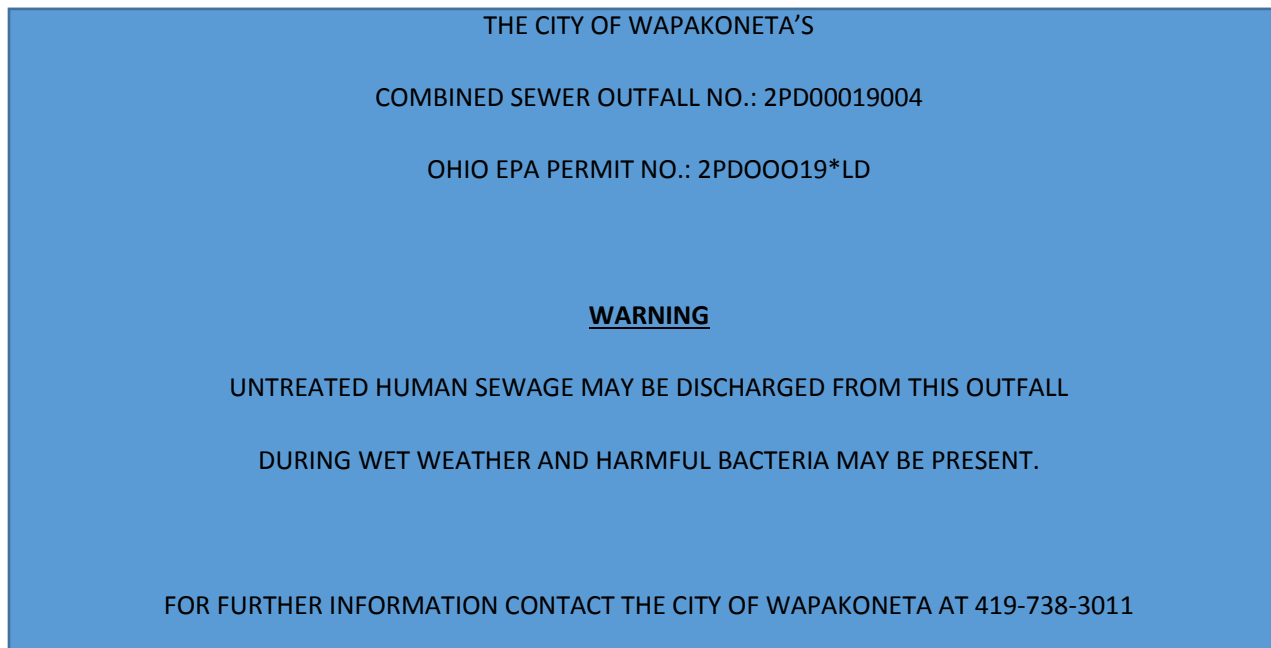 THE CITY OF WAPAKONETA’S
COMBINED SEWER OUTFALL NO.: 2PD00019004
OHIO EPA PERMIT NO.: 2PDOOO19*LD
WARNING
UNTREATED HUMAN SEWAGE MAY BE DISCHARGED FROM THIS OUTFALL
DURING WET WEATHER AND HARMFUL BACTERIA MAY BE PRESENT.
FOR FURTHER INFORMATION CONTACT THE CITY OF WAPAKONETA AT 419-738-3011